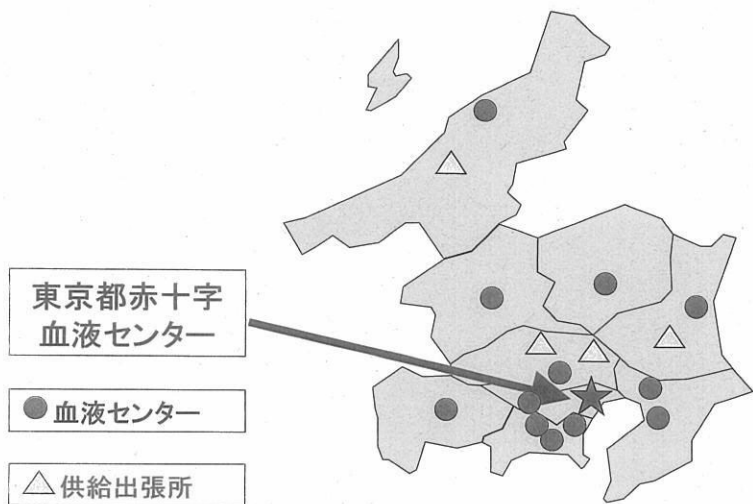 東京都赤十字
血液センター
血液センター
供給出張所